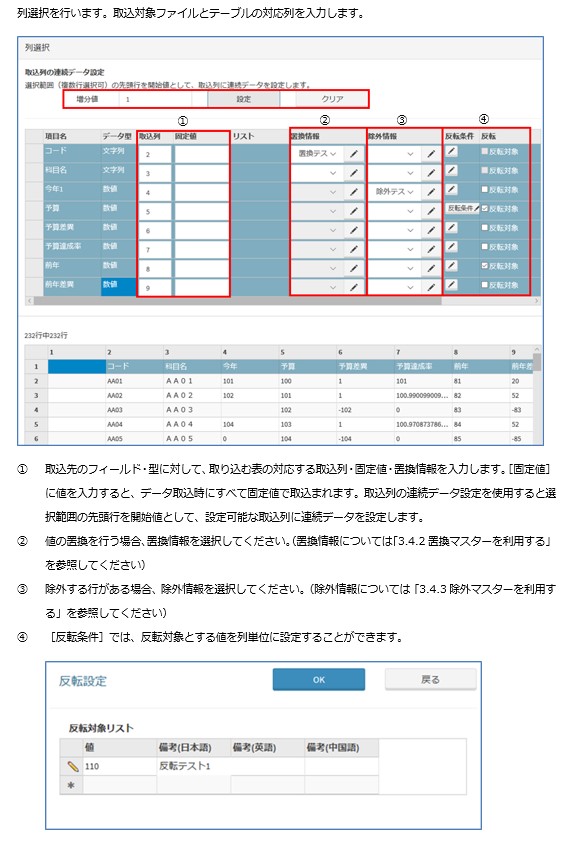 列選択を行います。取込対象ファイルとテーブルの対応列を入力します。
列選択
取込列の連続データ設定
選択範囲（複数行選択可）の先頭行を開始値として、取込列に連続データを設定します。
増分値 1 設定 クリア
① ② ③ ④
項目名 データ型 取込列 固定値 リスト 置換情報 除外情報 反転条件 反転
コード 文字列 2 置換テス 反転対象
科目名 文字列 3 反転対象
今年1 数値 4 除外テス 反転対象
予算 数値 5 反転条件 反転対象
予算差異 数値 6 反転対象
予算達成率 数値 7 反転対象
前年 数値 8 反転対象
前年差異 数値 9 反転対象
232行中232行
1 2 3 4 5 6 7 8 9
1 コード 科目名 今年 予算 予算差異 予算達成率 前年 前年差
2 AA01 ＡＡ０１ 101 100 1 101 81 20
3 AA02 ＡＡ０２ 102 101 1 100.990099009... 82 52
4 AA03 ＡＡ０３ 102 -102 0 83 -83
5 AA04 ＡＡ０４ 104 103 1 100.970873786... 84 52
6 AA05 ＡＡ０５ 0 104 -104 0 85 -85
① 取込先のフィールド・型に対して、取り込む表の対応する取込列・固定値・置換情報を入力します。［固定値］
に値を入力すると、データ取込時にすべて固定値で取込まれます。取込列の連続データ設定を使用すると選
択範囲の先頭行を開始値として、設定可能な取込列に連続データを設定します。
② 値の置換を行う場合、置換情報を選択してください。（置換情報については「3.4.2 置換マスターを利用する」
を参照してください）
③ 除外する行がある場合、除外情報を選択してください。（除外情報については「3.4.3 除外マスターを利用す
る」を参照してください）
④ ［反転条件］では、反転対象とする値を列単位に設定することができます。
反転設定 OK 戻る
反転対象リスト
値 備考(日本語) 備考(英語) 備考(中国語)
110 反転テスト1